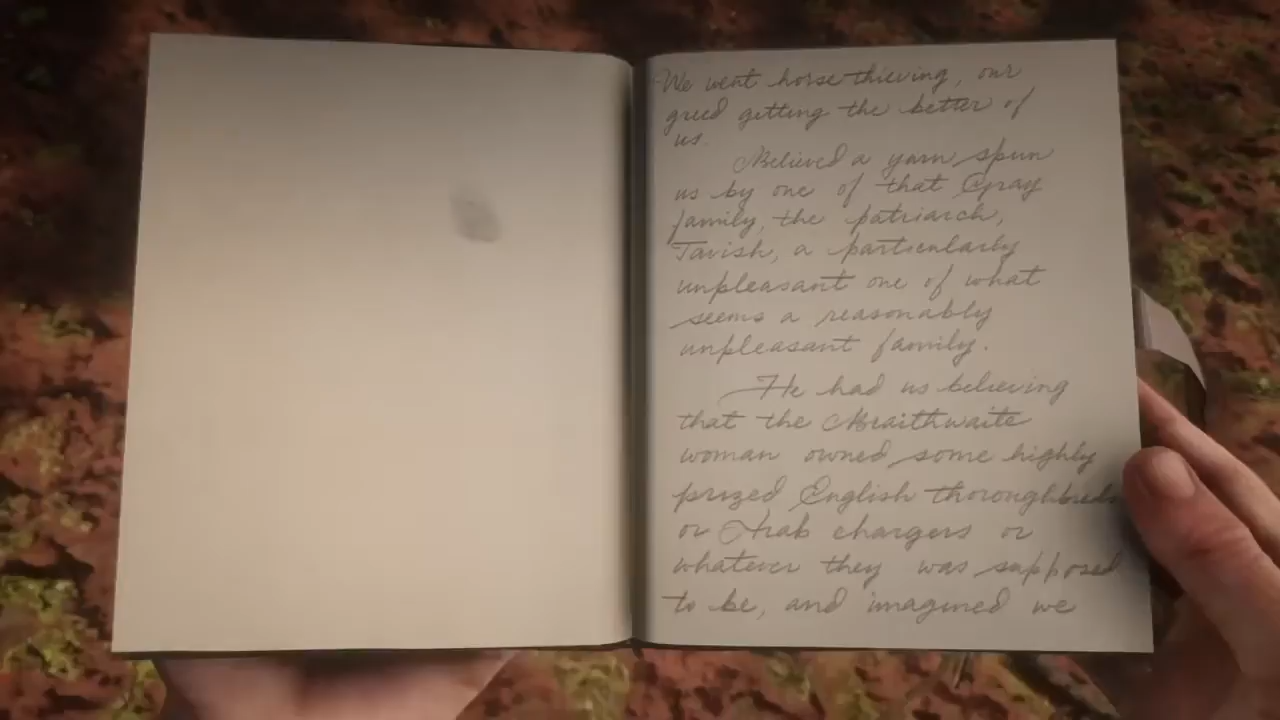 We went horse thieving, our
greed getting the better of
us.
Believed a yarn spun
us by one of that Gray
family, the patriarch,
Tavish, a particularly
unpleasant one of what
seems a reasonably
unpleasant family.
He had us believing
that the Braithwaite
woman owned some highly
prized English thoroughbreds
or Arab chargers or
whatever they was supposed
to be, and imagined we